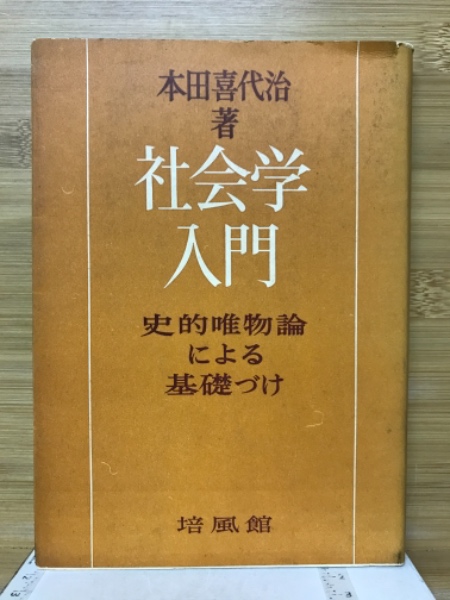 本田喜代治
著
社会学
入門
史的唯物論
による
基礎づけ
培風館